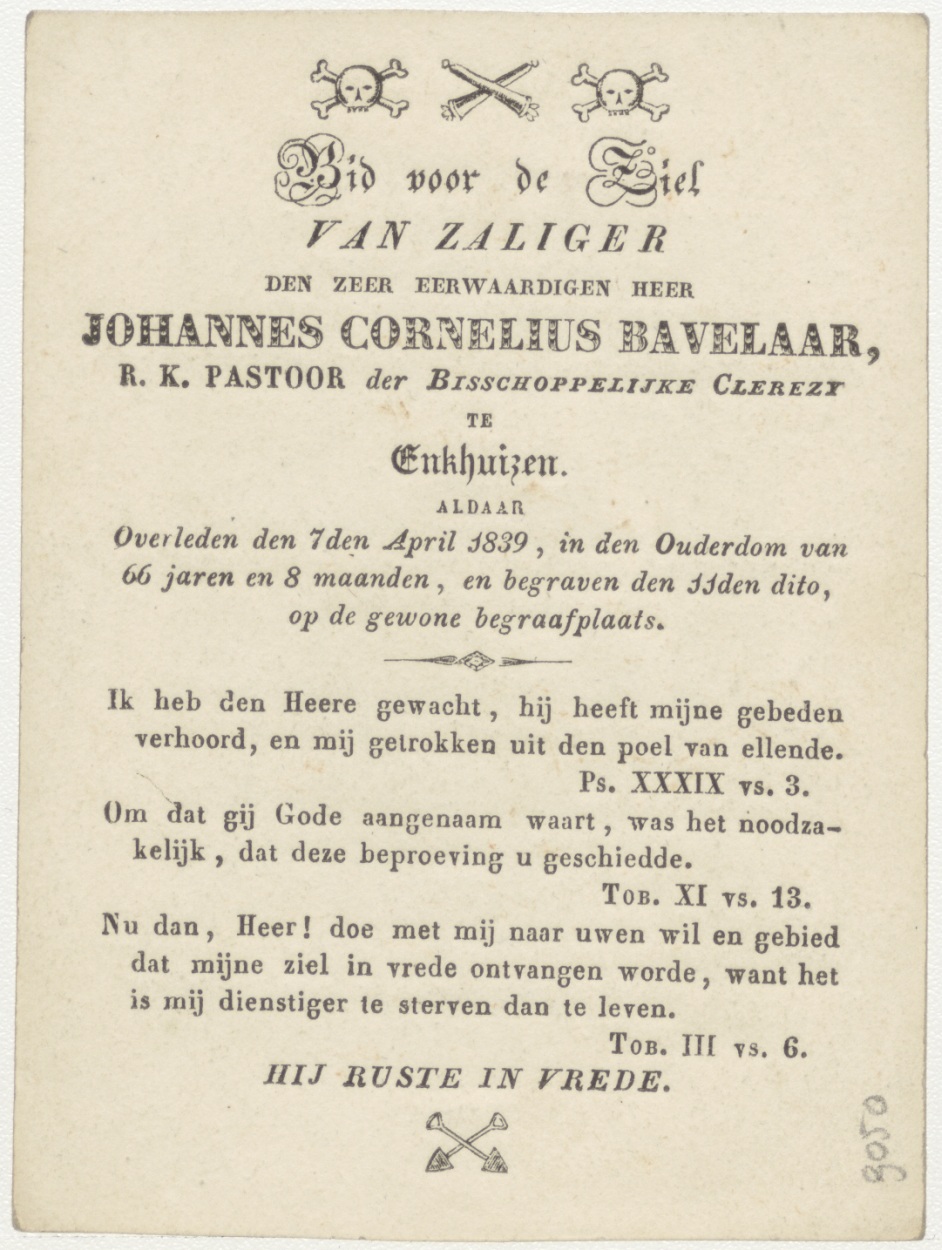 Bid voor de Ziel
VAN ZALIGER
DEN ZEER EERWAARDIGEN HEER
JOHANNES CORNELIUS BAVELAAR,
R. K. PASTOOR der BISSCHOPPELIJKE CLEREZY
TE
Enkhuizen.
ALDAAR
Overleden den 7den April 1839, in den Ouderdom van
66 jaren en 8 maanden, en begraven den 11den dito,
op de gewone begraafplaats.
Ik heb den Heere gewacht, hij heeft mijne gebeden
verhoord, en mij getrokken uit den poel van ellende.
Ps. XXXIX vs. 3.
Om dat gij Gode aangenaam waart, was het noodza-
kelijk, dat deze beproeving u geschiedde.
TOB. XI vs. 13.
Nu dan, Heer! doe met mij naar uwen wil en gebied
dat mijne ziel in vrede ontvangen worde, want het
is mij dienstiger te sterven dan te leven.
TOB. III vs. 6.
HIJ RUSTE IN VREDE.